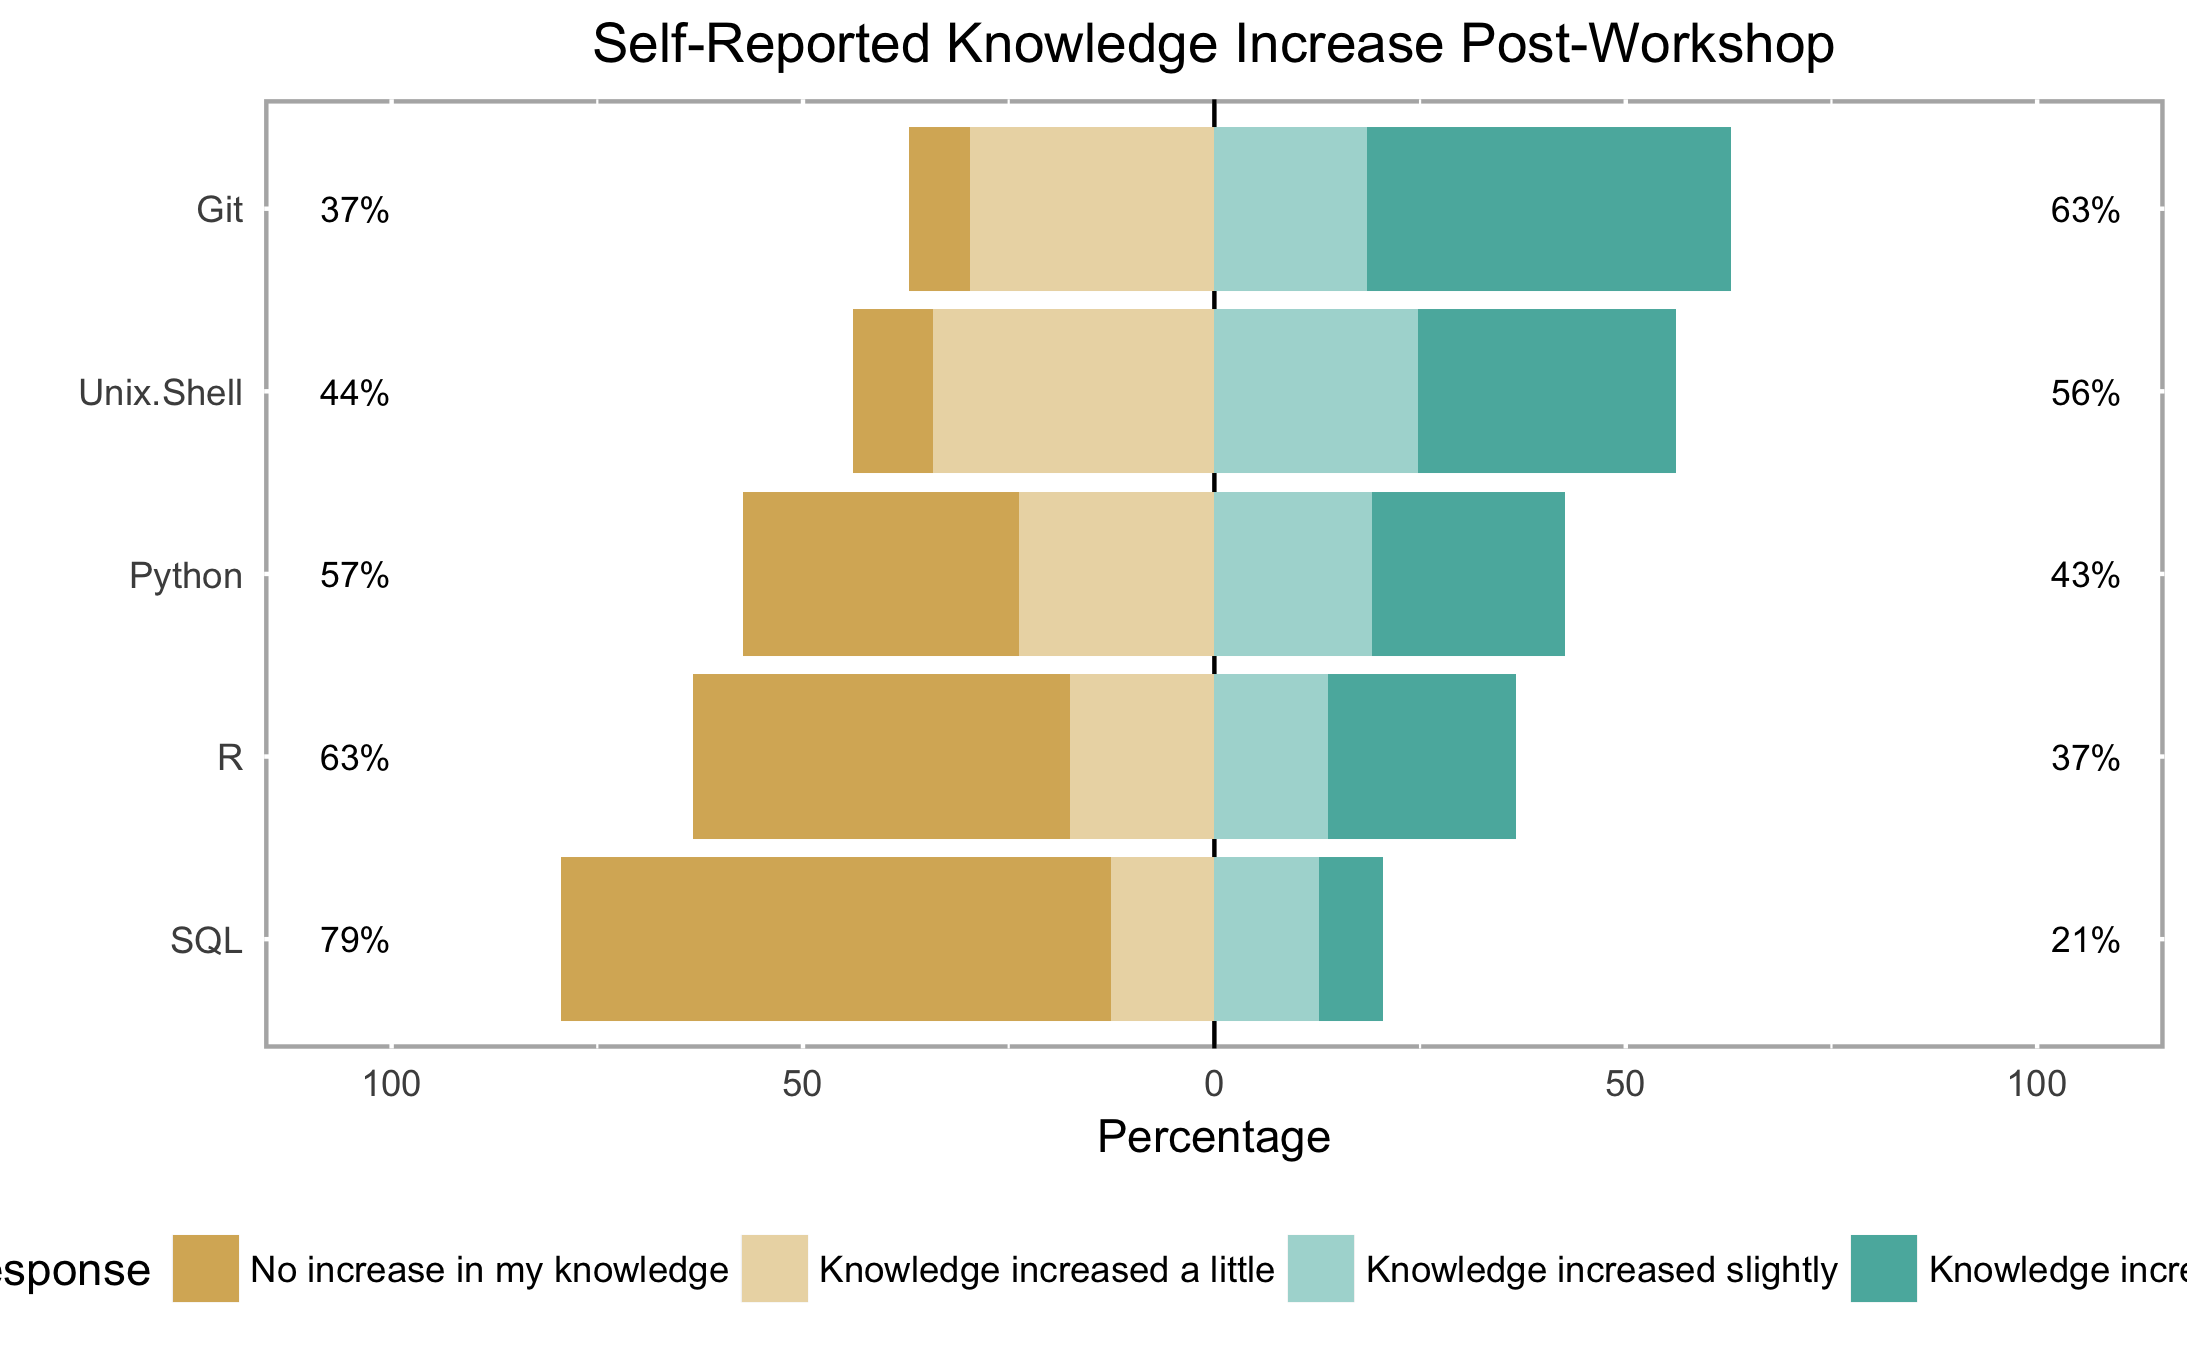 Self-Reported Knowledge Increase Post-Workshop
Git 37% 63%
Unix.Shell 44% 56%
Python 57% 43%
R 63% 37%
SQL 79% 21%
100 50 0 50 100
Percentage
esponse No increase in my knowledge Knowledge increased a little Knowledge increased slightly Knowledge incre